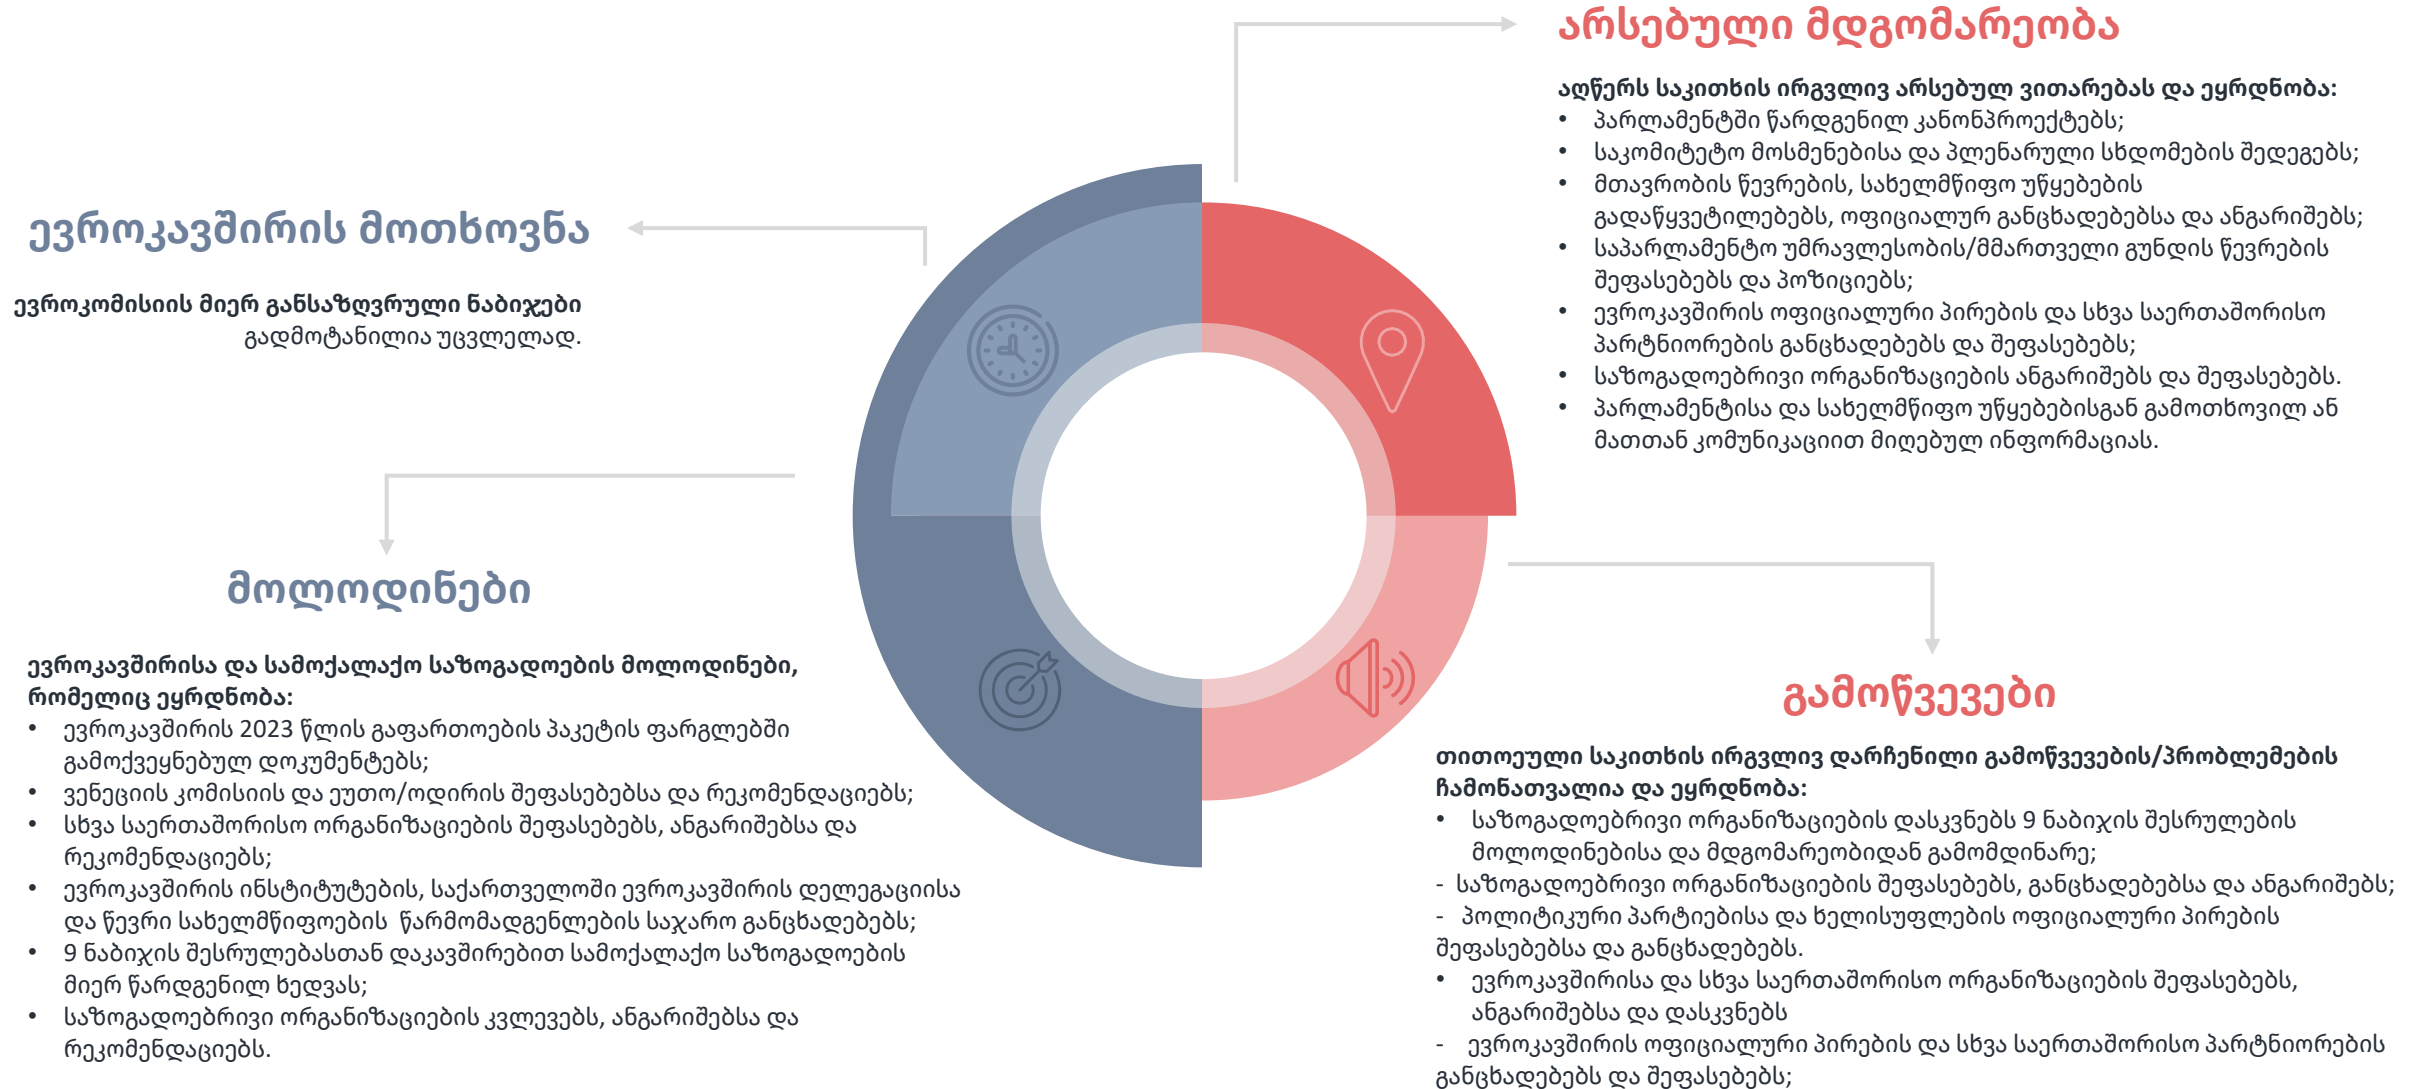 ევროკავშირის მოთხოვნა
ევროკომისიის მიერ განსაზღვრული ნაბიჯები
გადმოტანილია უცვლელად.
არსებული მდგომარეობა
აღწერს საკითხის ირგვლივ არსებულ ვითარებას და ეყრდნობა:
• პარლამენტში წარდგენილ კანონპროექტებს;
• საკომიტეტო მოსმენებისა და პლენარული სხდომების შედეგებს;
• მთავრობის წევრების, სახელმწიფო უწყებების
გადაწყვეტილებებს, ოფიციალურ განცხადებებსა და ანგარიშებს;
• საპარლამენტო უმრავლესობის/მმართველი გუნდის წევრების
შეფასებებს და პოზიციებს;
• ევროკავშირის ოფიციალური პირების და სხვა საერთაშორისო
პარტნიორების განცხადებებს და შეფასებებს;
• საზოგადოებრივი ორგანიზაციების ანგარიშებს და შეფასებებს.
• პარლამენტისა და სახელმწიფო უწყებებისგან გამოთხოვილ ან
მათთან კომუნიკაციით მიღებულ ინფორმაციას.
მოლოდინები
ევროკავშირისა და სამოქალაქო საზოგადოების მოლოდინები,
რომელიც ეყრდნობა:
• ევროკავშირის 2023 წლის გაფართოების პაკეტის ფარგლებში
გამოქვეყნებულ დოკუმენტებს;
• ვენეციის კომისიის და ეუთო/ოდირის შეფასებებსა და რეკომენდაციებს;
• სხვა საერთაშორისო ორგანიზაციების შეფასებებს, ანგარიშებსა და
რეკომენდაციებს;
• ევროკავშირის ინსტიტუტების, საქართველოში ევროკავშირის დელეგაციისა
და წევრი სახელმწიფოების წარმომადგენლების საჯარო განცხადებებს;
• 9 ნაბიჯის შესრულებასთან დაკავშირებით სამოქალაქო საზოგადოების
მიერ წარდგენილ ხედვას;
• საზოგადოებრივი ორგანიზაციების კვლევებს, ანგარიშებსა და
რეკომენდაციებს.
გამოწვევები
თითოეული საკითხის ირგვლივ დარჩენილი გამოწვევების/პრობლემების
ჩამონათვალია და ეყრდნობა:
• საზოგადოებრივი ორგანიზაციების დასკვნებს 9 ნაბიჯის შესრულების
მოლოდინებისა და მდგომარეობიდან გამომდინარე;
- საზოგადოებრივი ორგანიზაციების შეფასებებს, განცხადებებსა და ანგარიშებს;
- პოლიტიკური პარტიებისა და ხელისუფლების ოფიციალური პირების
შეფასებებსა და განცხადებებს.
• ევროკავშირისა და სხვა საერთაშორისო ორგანიზაციების შეფასებებს,
ანგარიშებსა და დასკვნებს
- ევროკავშირის ოფიციალური პირების და სხვა საერთაშორისო პარტნიორების
განცხადებებს და შეფასებებს;